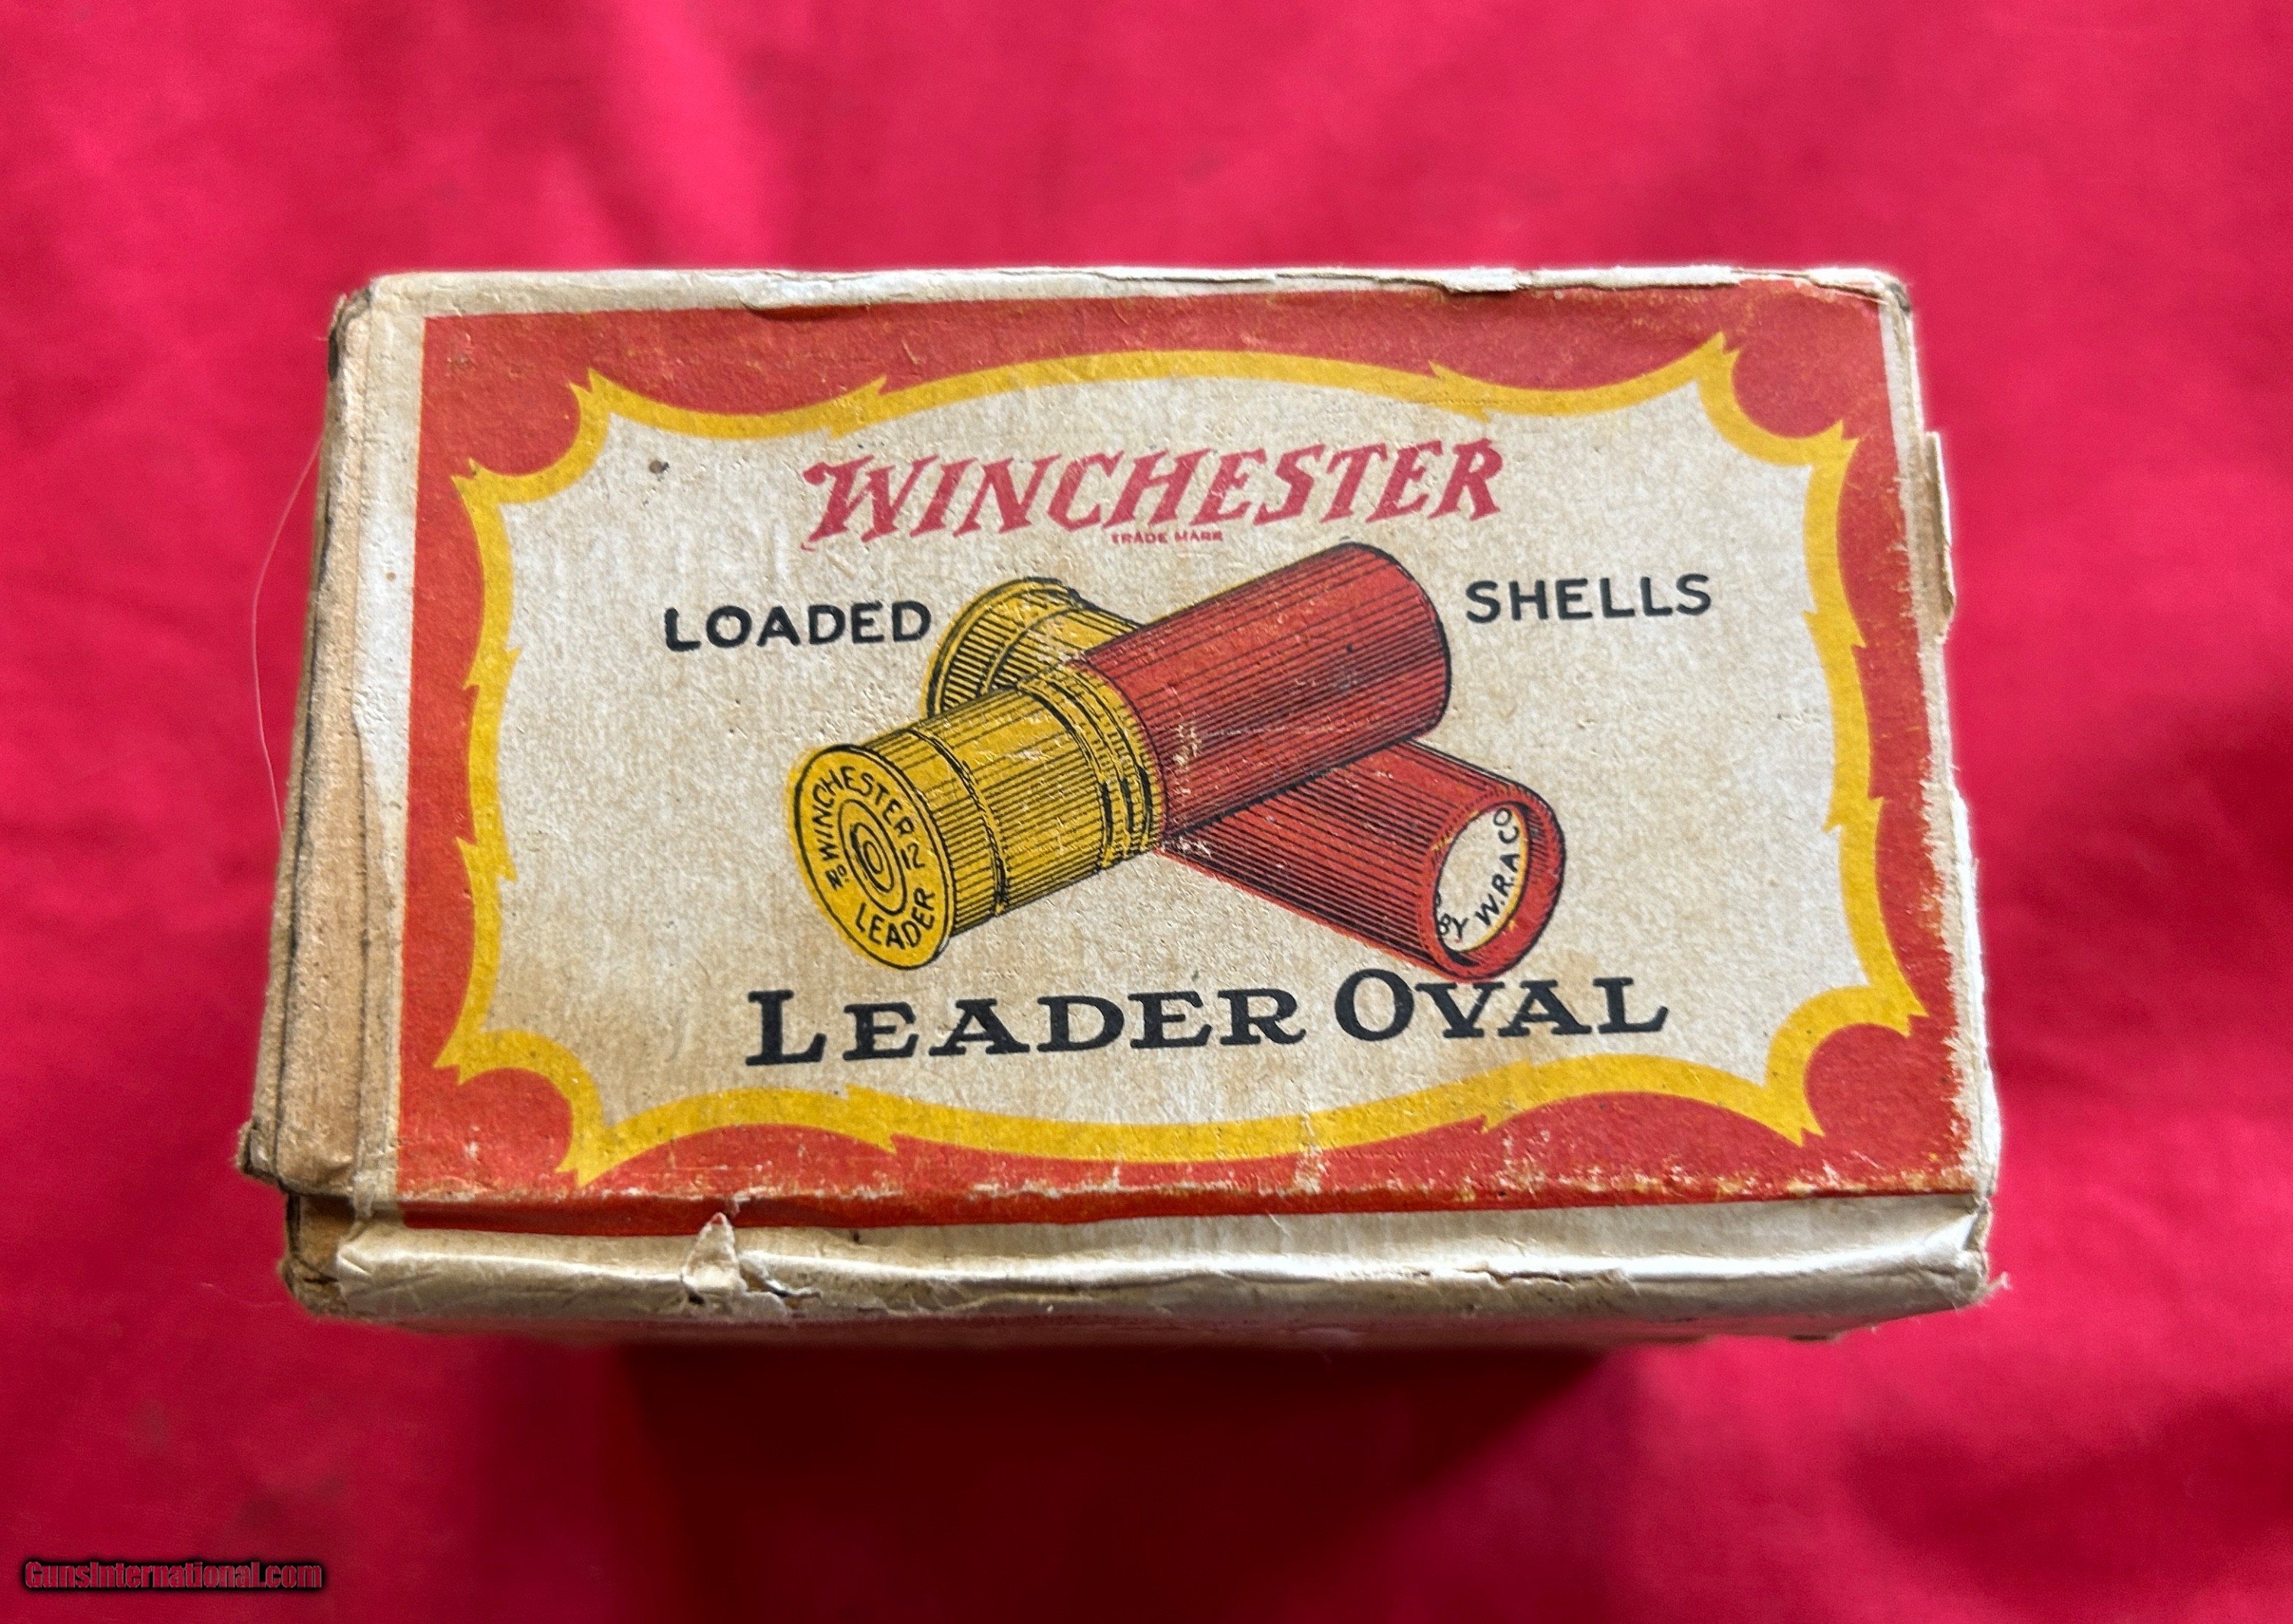 WINCHESTER
TRADE MARK
LOADED SHELLS
No WINCHESTER 12
LEADER
BY W.R.A CO
LEADER OVAL
GunsInternational.com